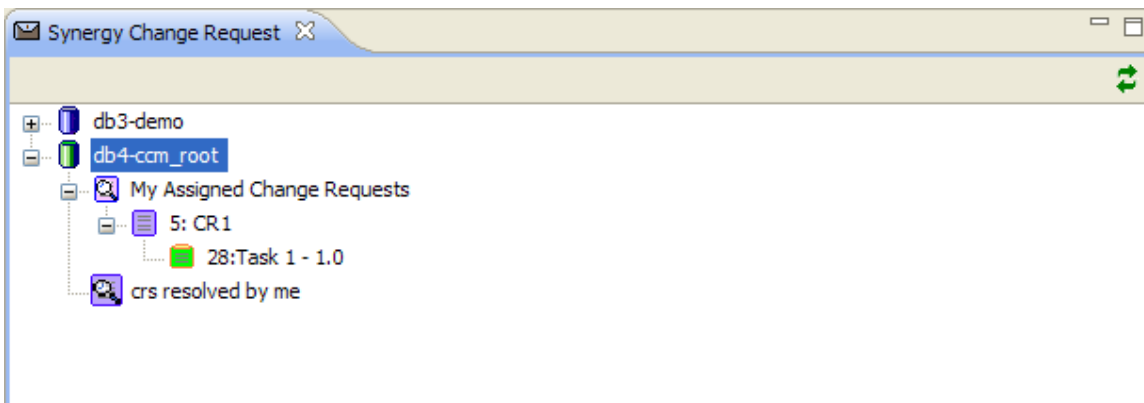 Synergy Change Request
db3-demo
db4-ccm_root
My Assigned Change Requests
5: CR1
28:Task 1 - 1.0
crs resolved by me